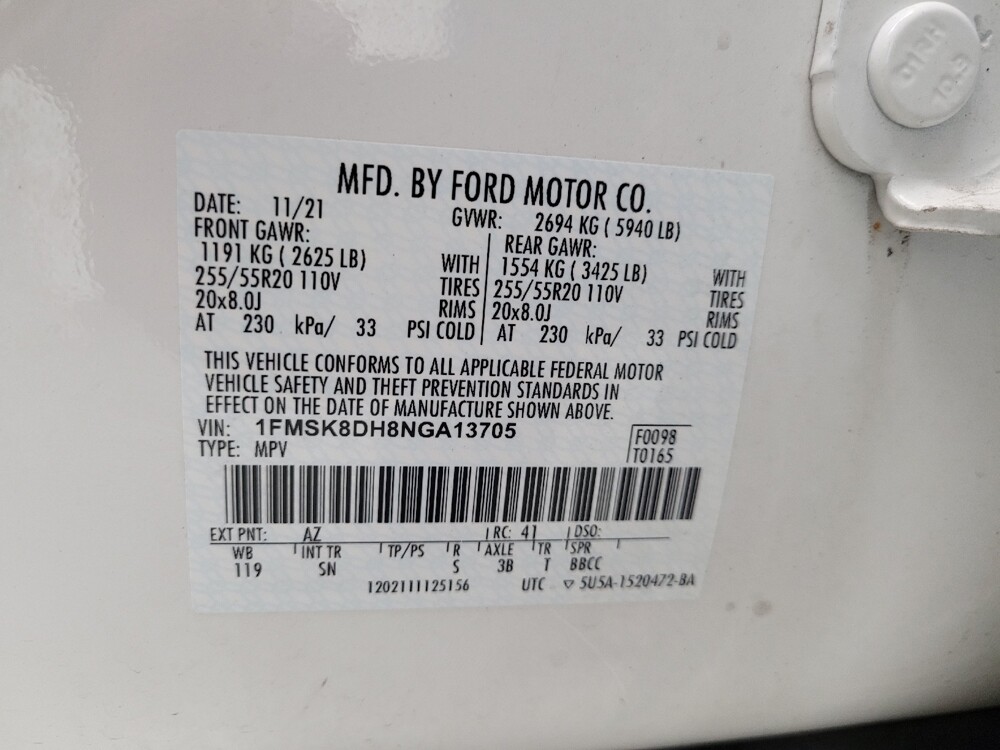 MFD. BY FORD MOTOR CO.
DATE: 11/21 GVWR: 2694 KG ( 5940 LB)
FRONT GAWR: REAR GAWR:
1191 KG ( 2625 LB) WITH 1554 KG ( 3425 LB) WITH
255/55R20 110V TIRES 255/55R20 110V TIRES
20x8.0J RIMS 20x8.0J RIMS
AT 230 kPa/ 33 PSI COLD AT 230 kPa/ 33 PSI COLD
THIS VEHICLE CONFORMS TO ALL APPLICABLE FEDERAL MOTOR
VEHICLE SAFETY AND THEFT PREVENTION STANDARDS IN
EFFECT ON THE DATE OF MANUFACTURE SHOWN ABOVE.
VIN: 1FMSK8DH8NGA13705 F0098
TYPE: MPV T0165
EXT PNT: AZ RC: 41 DSO:
WB INT TR TP/PS R AXLE TR SPR
119 SN S 3B T BBCC
1202111125156 UTC ▽ 5U5A-1520472-BA